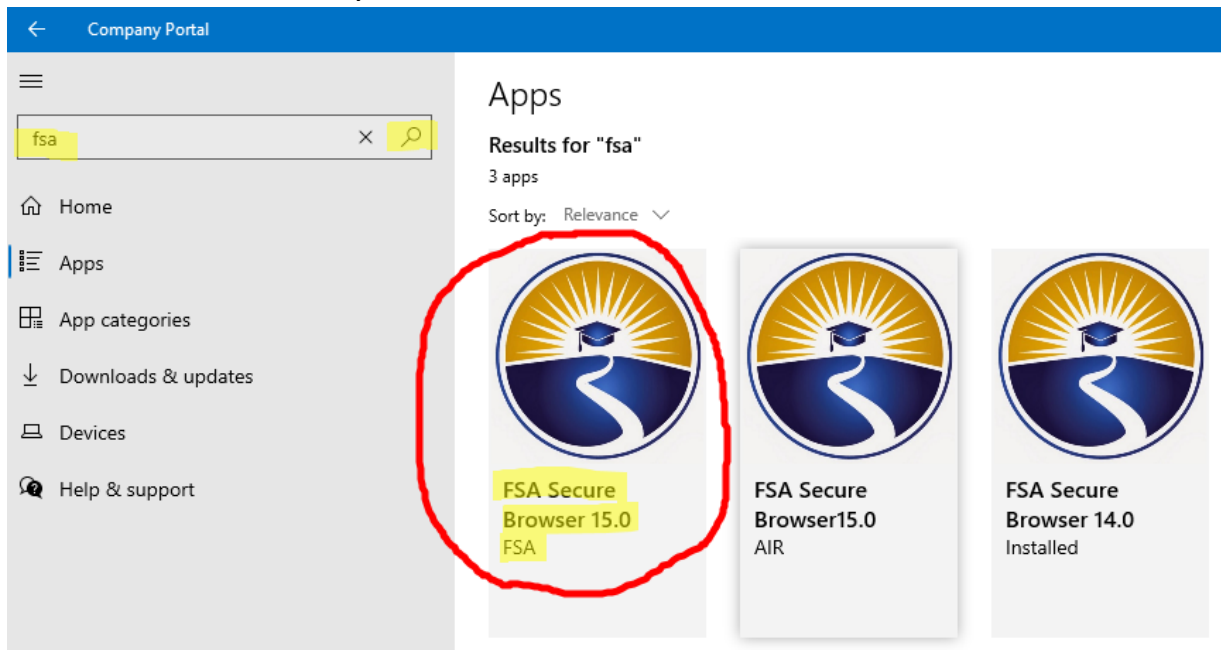 Company Portal
fsa
Home
Apps
App categories
Downloads & updates
Devices
Help & support
Apps
Results for "fsa"
3 apps
Sort by: Relevance
FSA Secure
Browser 15.0
FSA
FSA Secure
Browser15.0
AIR
FSA Secure
Browser 14.0
Installed